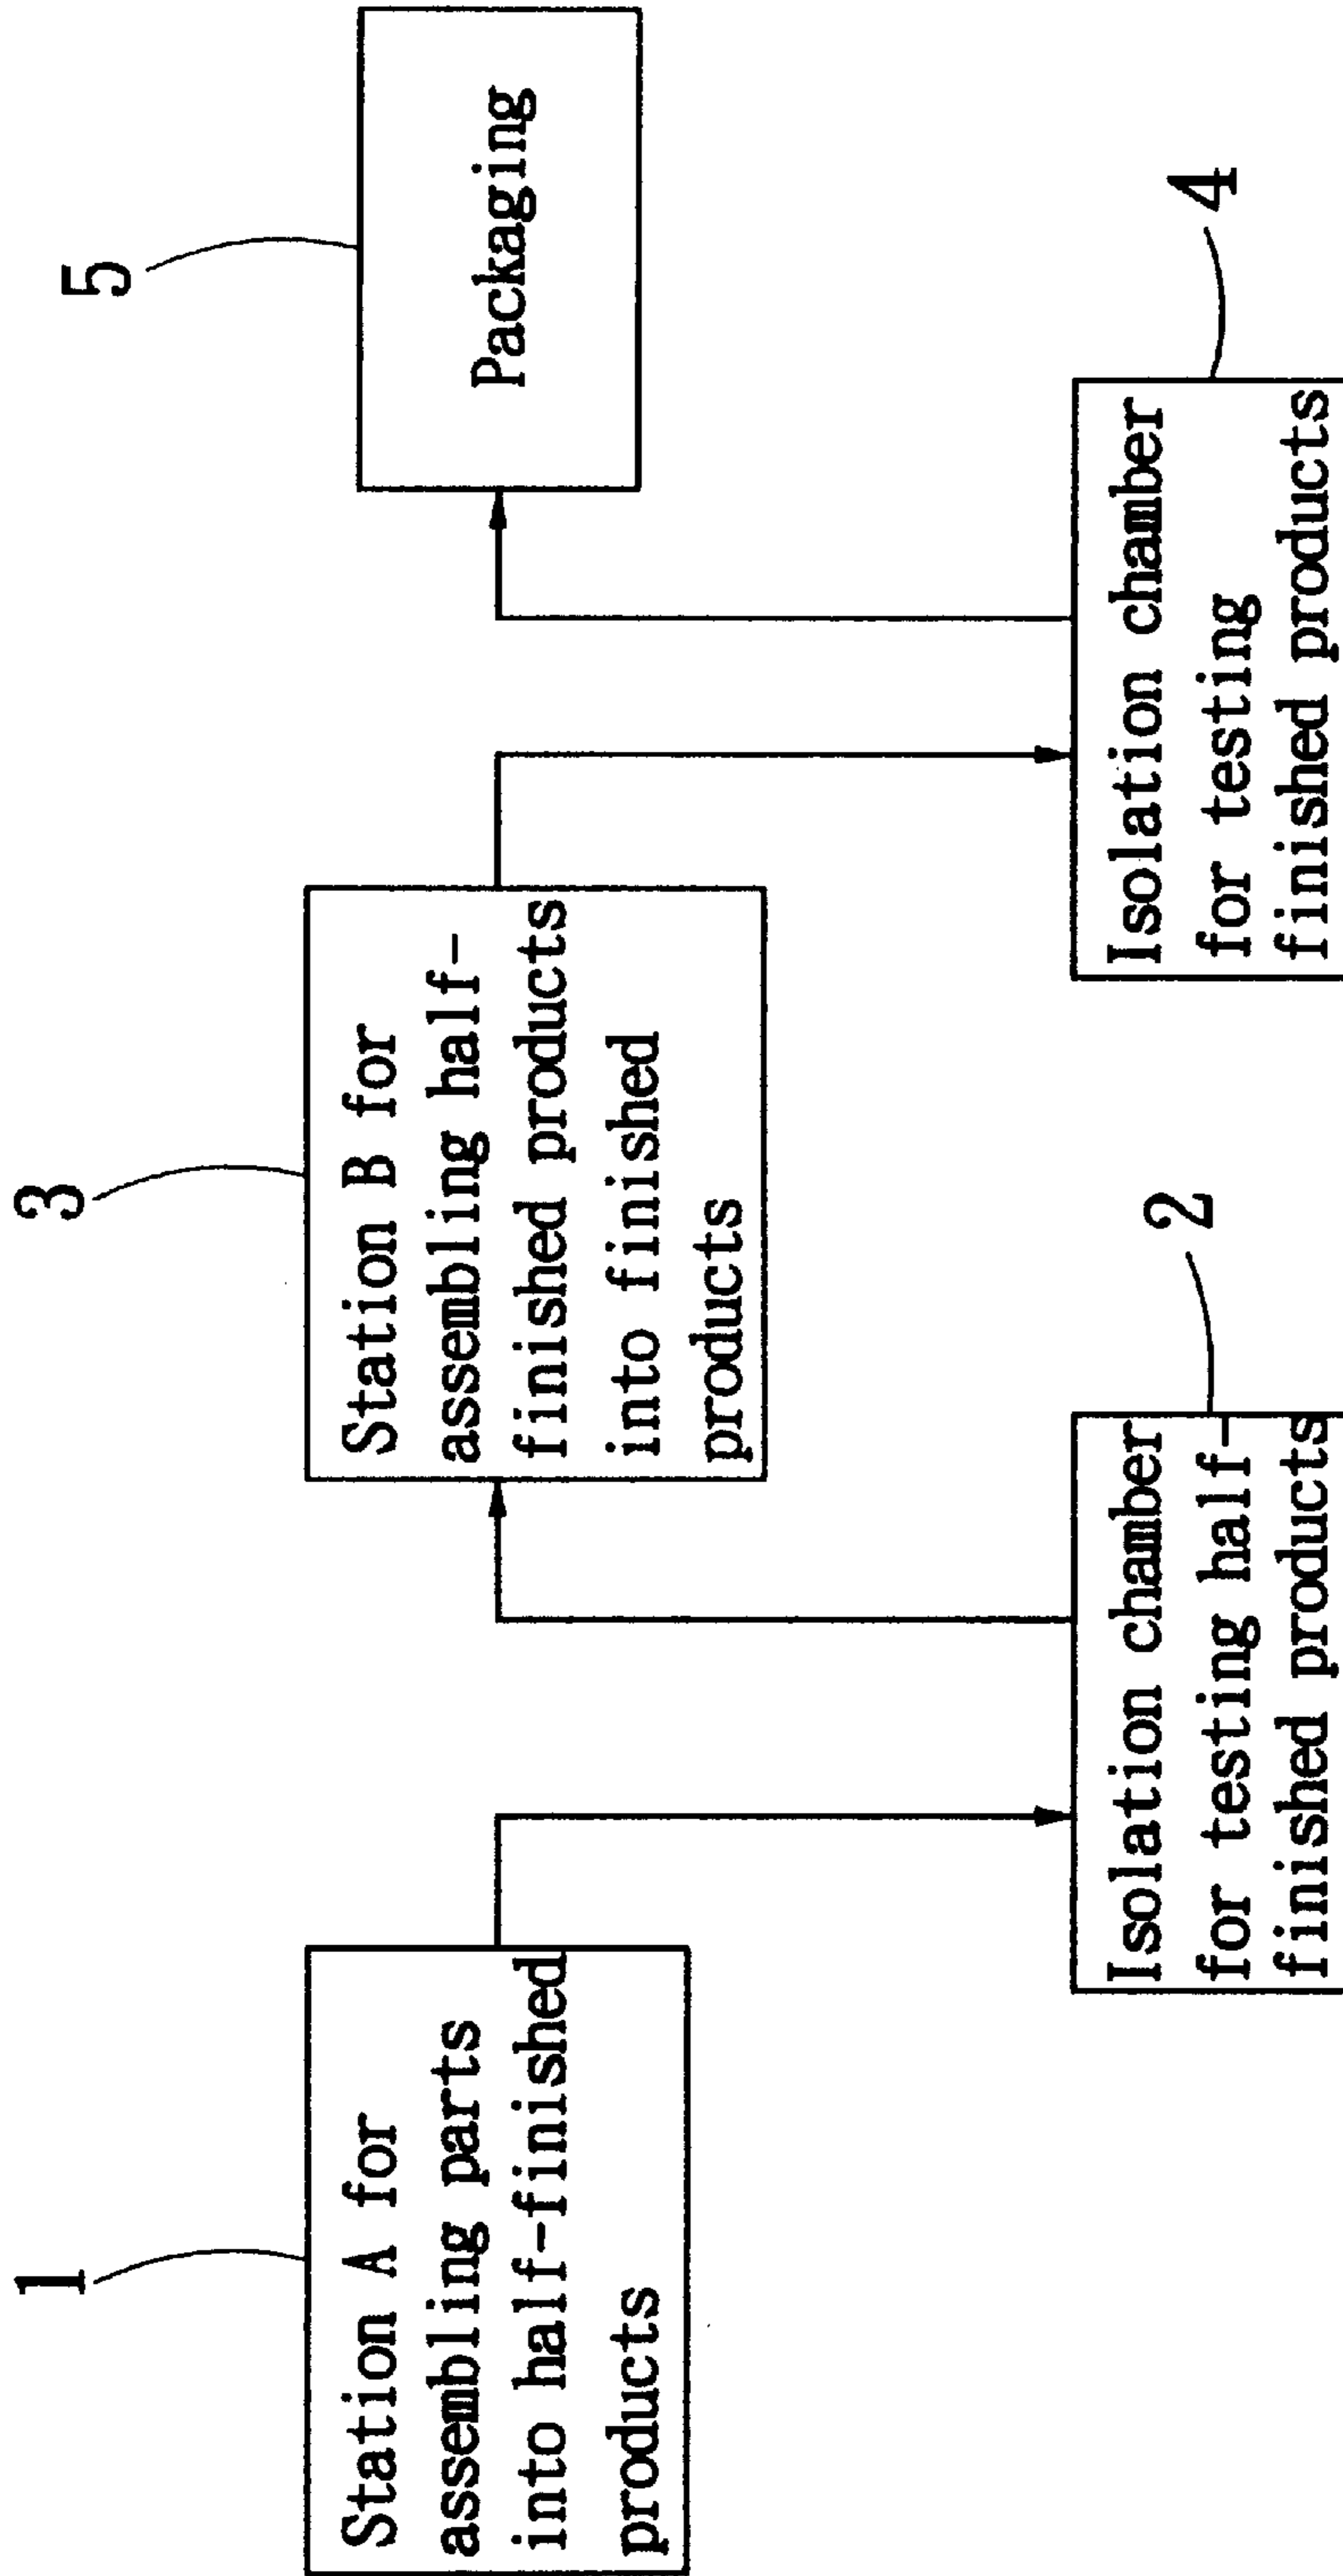 1
Station A for
assembling parts
into half-finished
products
2
Isolation chamber
for testing half-
finished products
3
Station B for
assembling half-
finished products
into finished
products
4
Isolation chamber
for testing
finished products
5
Packaging